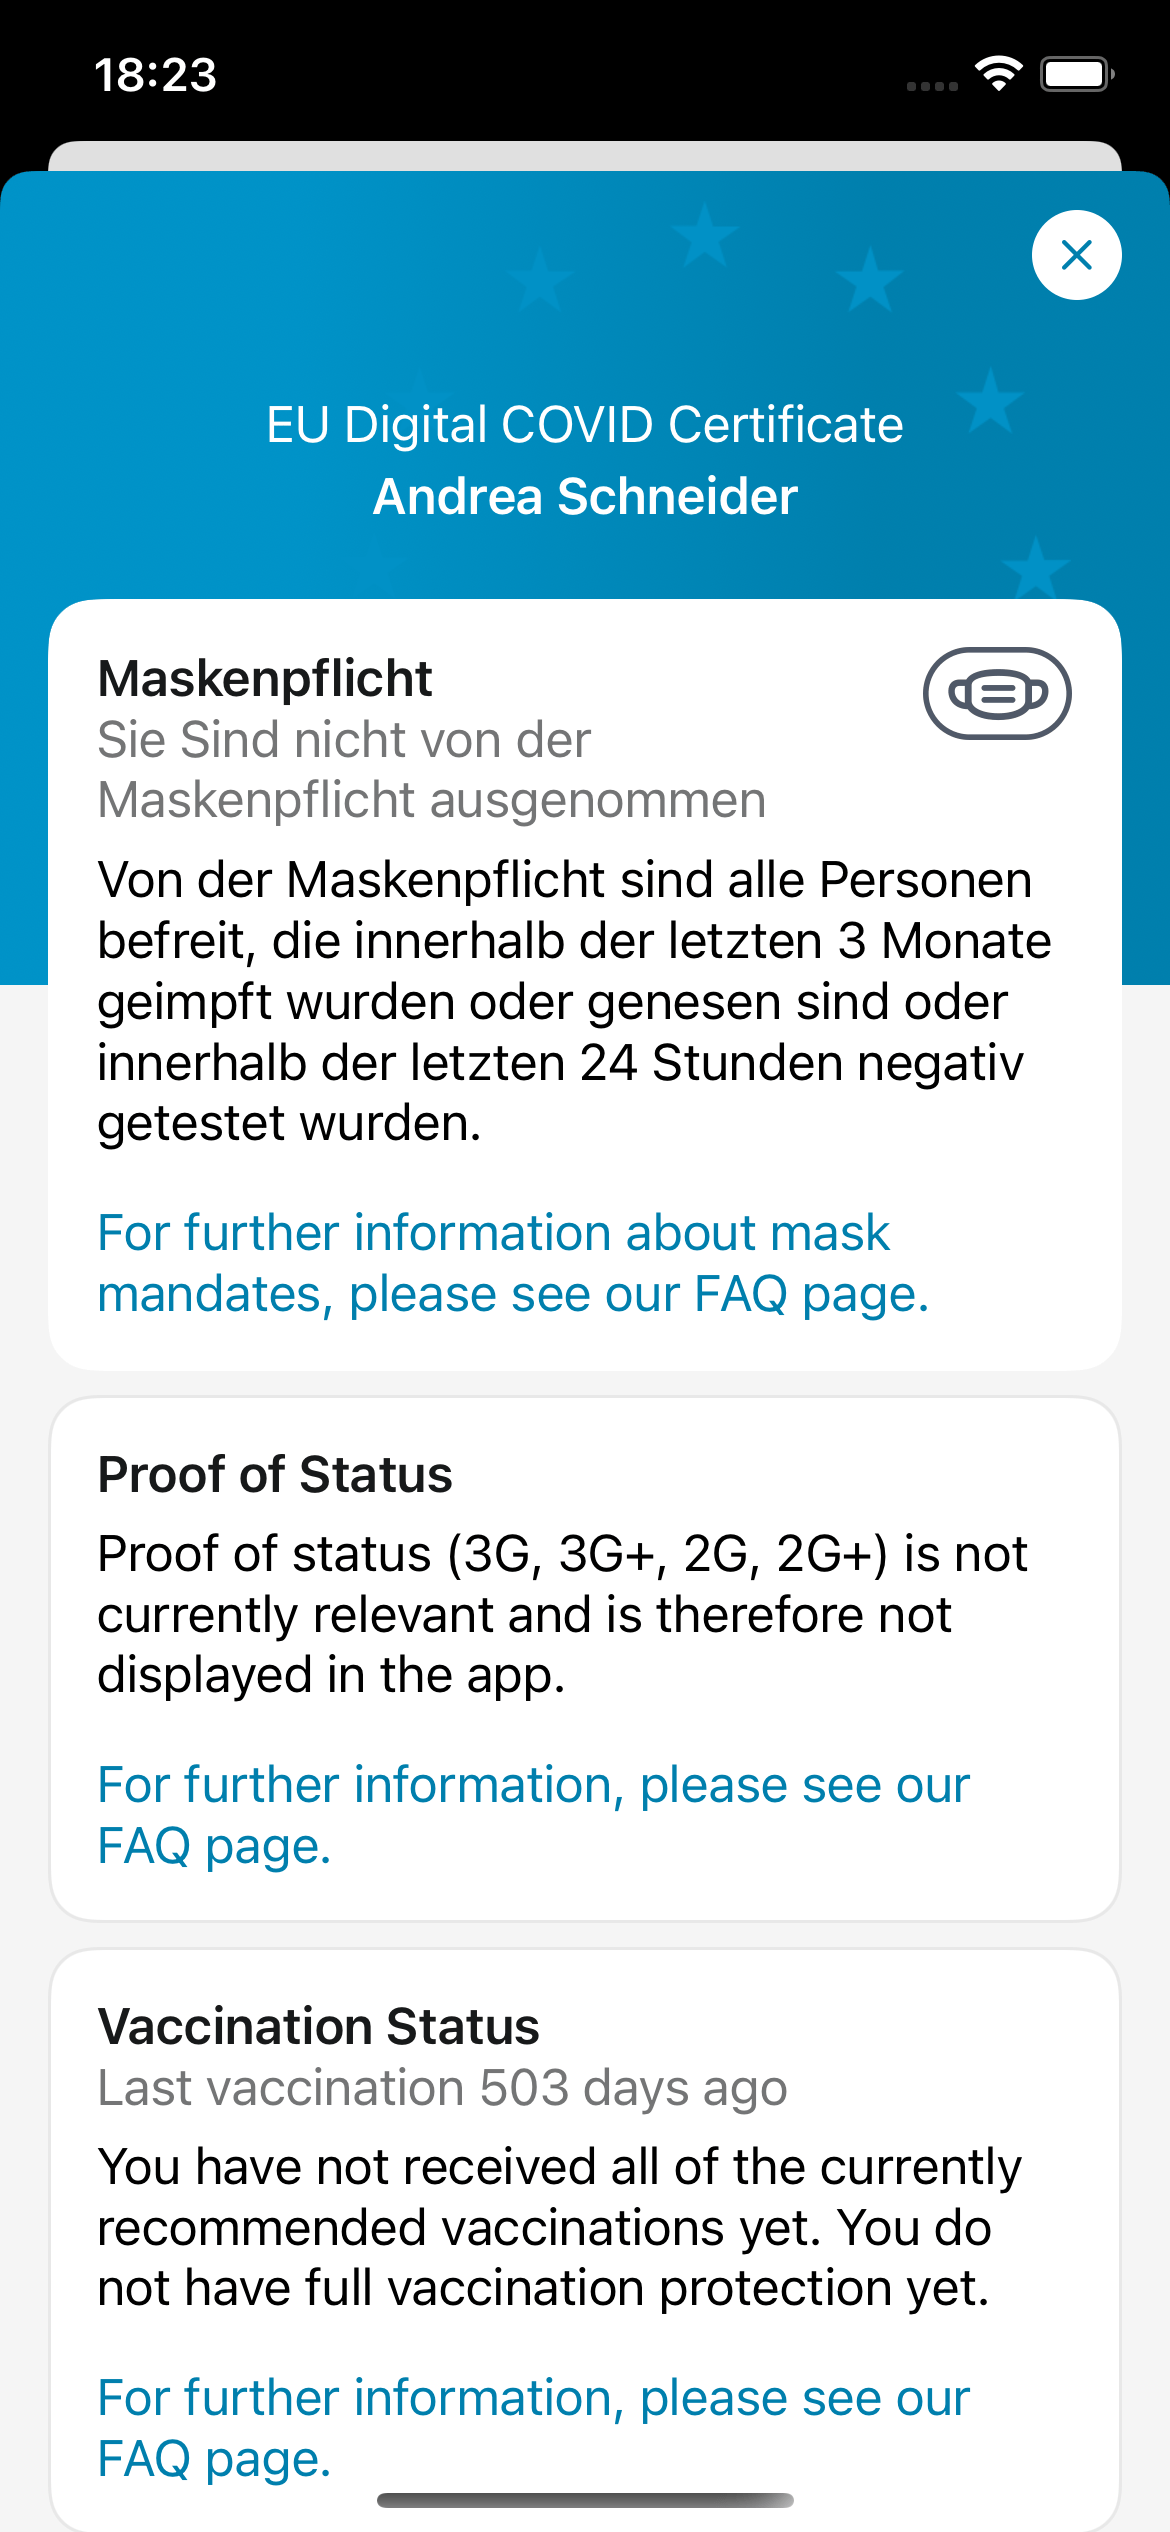 18:23
EU Digital COVID Certificate
Andrea Schneider
Maskenpflicht
Sie Sind nicht von der
Maskenpflicht ausgenommen
Von der Maskenpflicht sind alle Personen
befreit, die innerhalb der letzten 3 Monate
geimpft wurden oder genesen sind oder
innerhalb der letzten 24 Stunden negativ
getestet wurden.
For further information about mask
mandates, please see our FAQ page.
Proof of Status
Proof of status (3G, 3G+, 2G, 2G+) is not
currently relevant and is therefore not
displayed in the app.
For further information, please see our
FAQ page.
Vaccination Status
Last vaccination 503 days ago
You have not received all of the currently
recommended vaccinations yet. You do
not have full vaccination protection yet.
For further information, please see our
FAQ page.